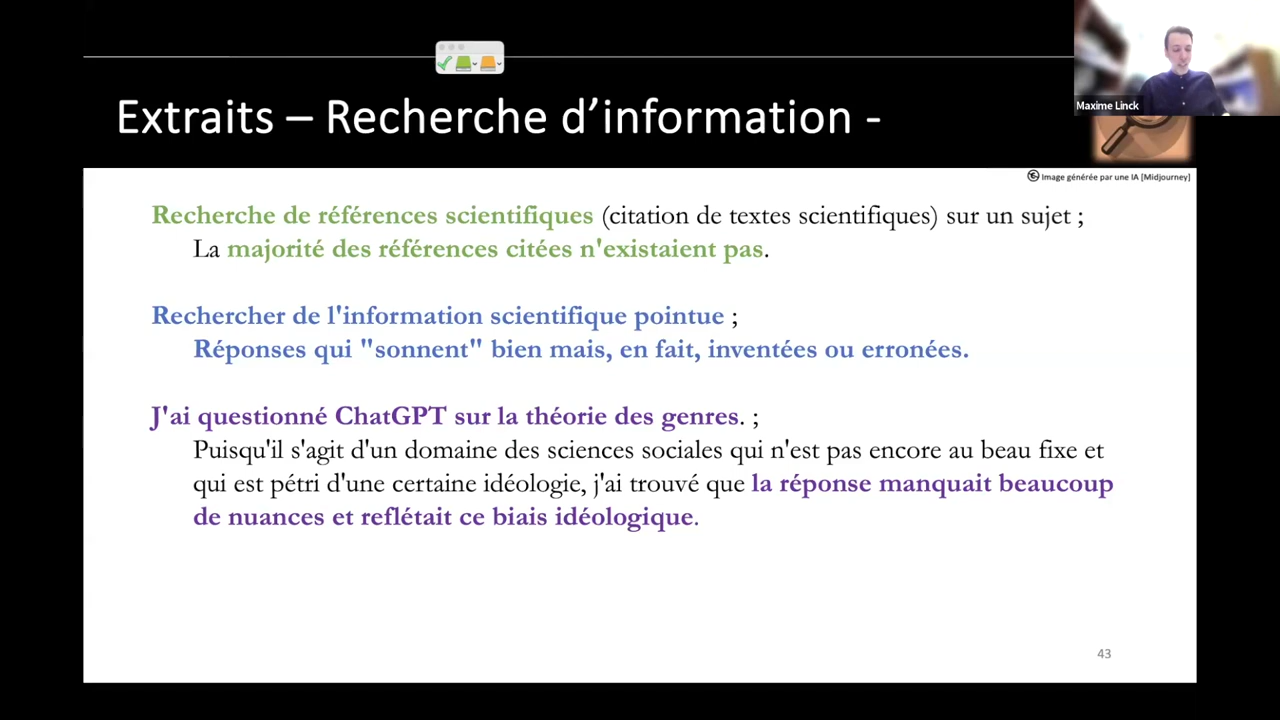 Maxime Linck
Extraits – Recherche d’information -
Image générée par une IA [Midjourney]
Recherche de références scientifiques (citation de textes scientifiques) sur un sujet ;
La majorité des références citées n'existaient pas.
Rechercher de l'information scientifique pointue ;
Réponses qui "sonnent" bien mais, en fait, inventées ou erronées.
J'ai questionné ChatGPT sur la théorie des genres. ;
Puisqu'il s'agit d'un domaine des sciences sociales qui n'est pas encore au beau fixe et
qui est pétri d'une certaine idéologie, j'ai trouvé que la réponse manquait beaucoup
de nuances et reflétait ce biais idéologique.
43